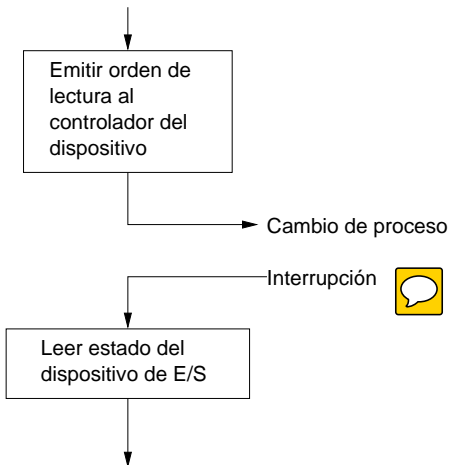 Emitir orden de
lectura al
controlador del
dispositivo
Cambio de proceso
Interrupción
Leer estado del
dispositivo de E/S